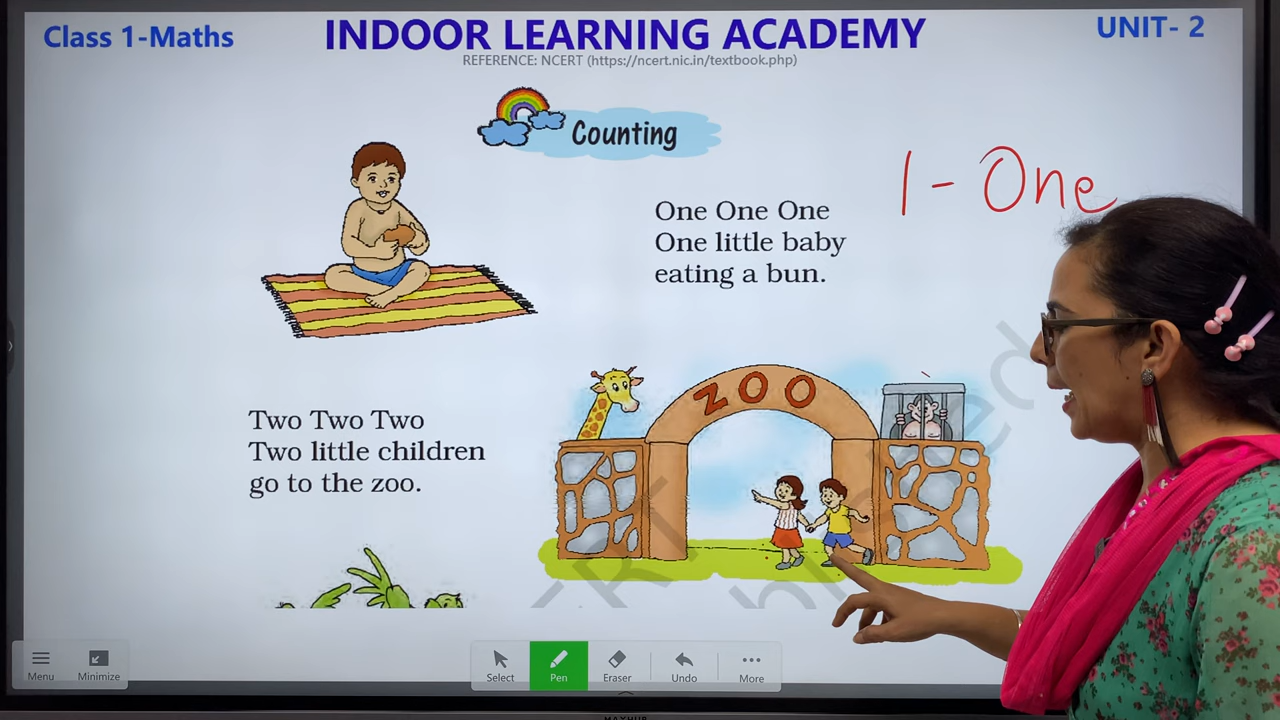 Class 1-Maths
INDOOR LEARNING ACADEMY
UNIT- 2
REFERENCE: NCERT (https://ncert.nic.in/textbook.php)
Counting
1 - One
One One One
One little baby
eating a bun.
ZOO
Two Two Two
Two little children
go to the zoo.
Menu
Minimize
Select
Pen
Eraser
Undo
More
MAXHUB